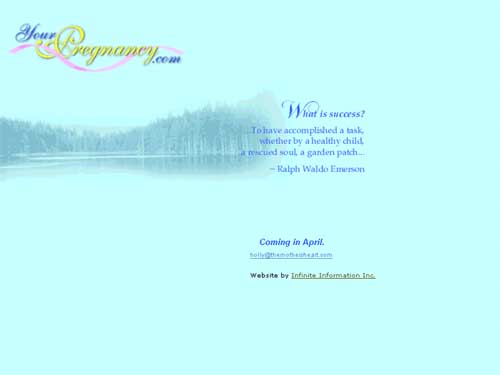 Your Pregnancy.com
What is success?
To have accomplished a task,
whether by a healthy child,
a rescued soul, a garden patch...
~ Ralph Waldo Emerson
Coming in April.
holly@themothersheart.com
Website by Infinite Information Inc.